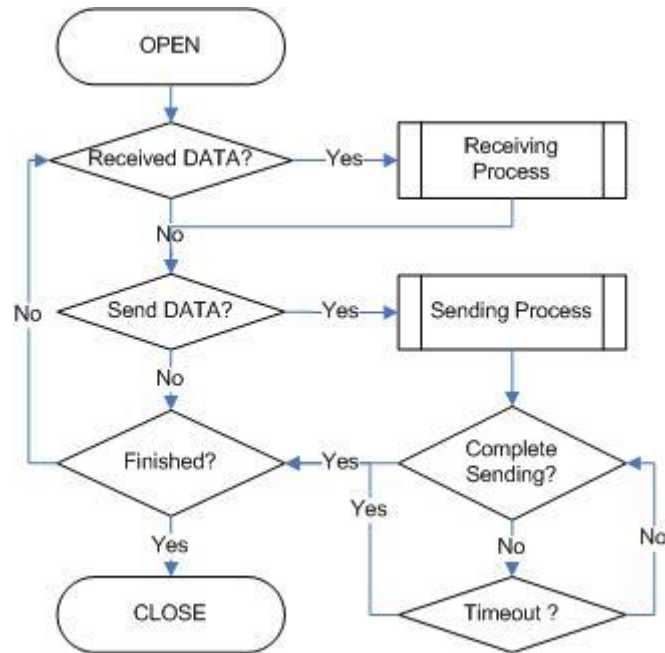 OPEN
Received DATA?
Yes
Receiving
Process
No
Send DATA?
Yes
Sending Process
No
No
Finished?
Yes
Complete
Sending?
Yes
Yes
No
No
CLOSE
Timeout ?